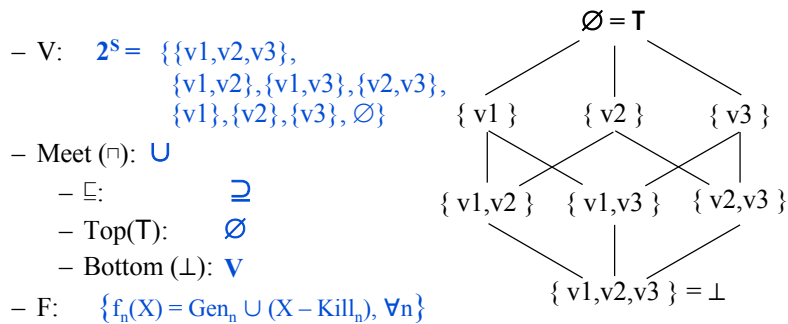 – V: 2^S = {{v1,v2,v3},
{v1,v2},{v1,v3},{v2,v3},
{v1},{v2},{v3}, ∅}
– Meet (⊓): ∪
– ⊑: ⊇
– Top(T): ∅
– Bottom (⊥): V
– F: {f_n(X) = Gen_n ∪ (X – Kill_n), ∀n}
∅ = T
{ v1 } { v2 } { v3 }
{ v1,v2 } { v1,v3 } { v2,v3 }
{ v1,v2,v3 } = ⊥